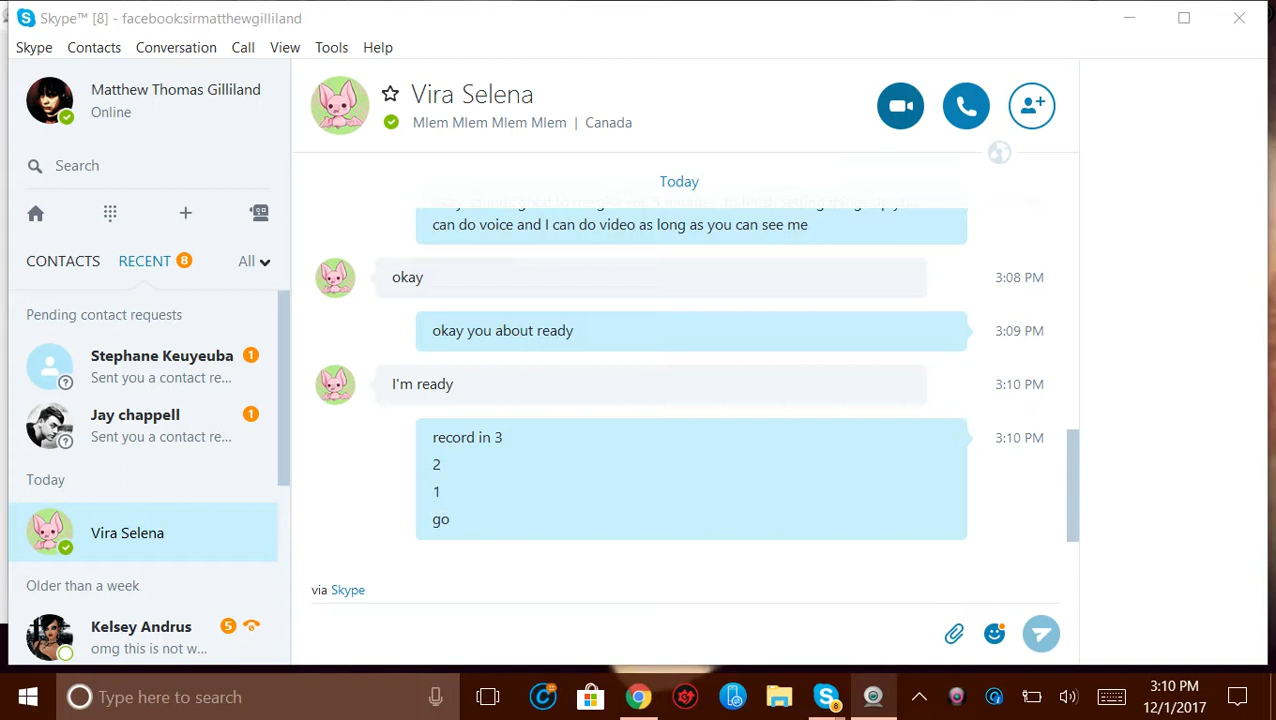 Skype™ [8] - facebook:sirmatthewgilliland
Skype Contacts Conversation Call View Tools Help
Matthew Thomas Gilliland
Online
Search
CONTACTS RECENT 8 All
Pending contact requests
Stephane Keuyeuba 1
Sent you a contact re...
Jay chappell 1
Sent you a contact re...
Today
Vira Selena
Older than a week
Kelsey Andrus 5
omg this is not w...
Vira Selena
Mlem Mlem Mlem Mlem | Canada
Today
can do voice and I can do video as long as you can see me
okay 3:08 PM
okay you about ready 3:09 PM
I'm ready 3:10 PM
record in 3 3:10 PM
2
1
go
via Skype
Type here to search
8
3:10 PM
12/1/2017